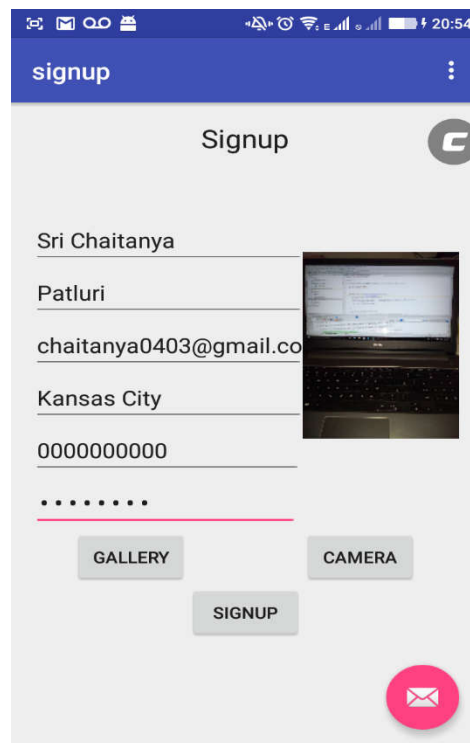 20:54
signup
Signup
Sri Chaitanya
Patluri
chaitanya0403@gmail.co
Kansas City
0000000000
••••••••
GALLERY
CAMERA
SIGNUP